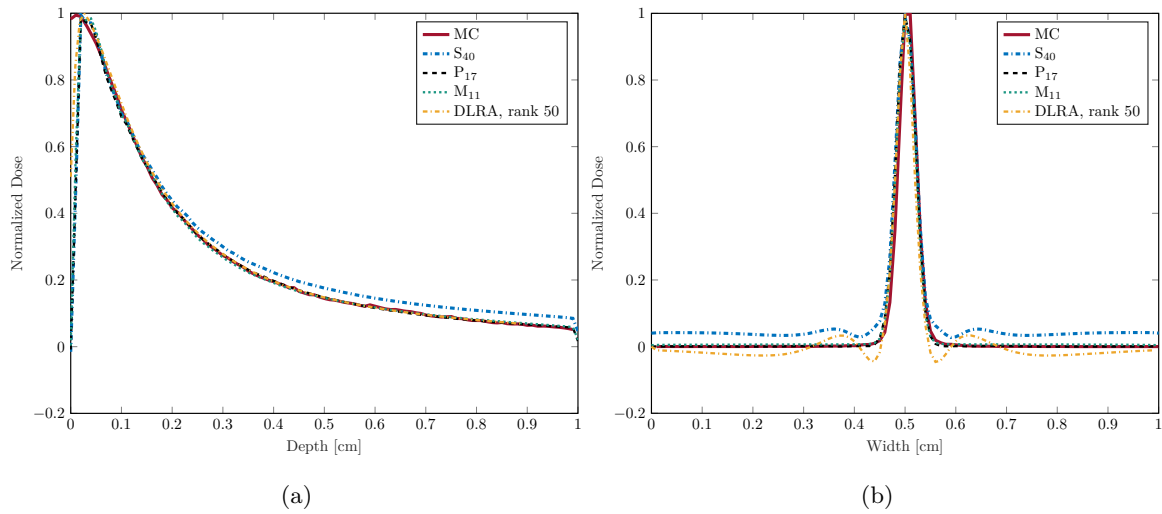 1
0.8
0.6
0.4
0.2
0
−0.2
Normalized Dose
0 0.1 0.2 0.3 0.4 0.5 0.6 0.7 0.8 0.9 1
Depth [cm]
MC
S₄₀
P₁₇
M₁₁
DLRA, rank 50
(a)
1
0.8
0.6
0.4
0.2
0
−0.2
Normalized Dose
0 0.1 0.2 0.3 0.4 0.5 0.6 0.7 0.8 0.9 1
Width [cm]
MC
S₄₀
P₁₇
M₁₁
DLRA, rank 50
(b)